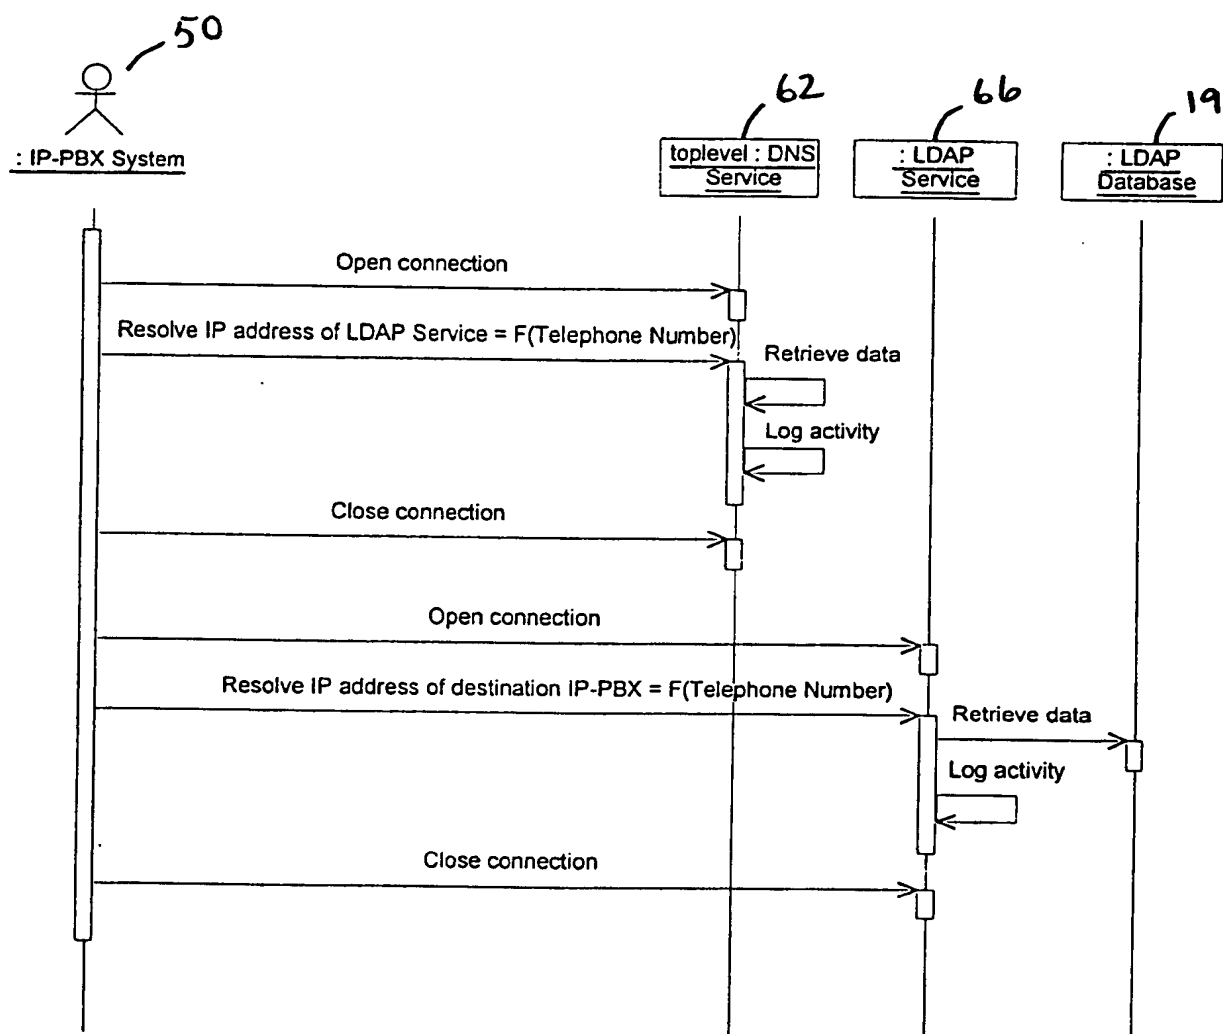 50
62
66
19
: IP-PBX System
toplevel : DNS
Service
: LDAP
Service
: LDAP
Database
Open connection
Resolve IP address of LDAP Service = F(Telephone Number)
Retrieve data
Log activity
Close connection
Open connection
Resolve IP address of destination IP-PBX = F(Telephone Number)
Retrieve data
Log activity
Close connection